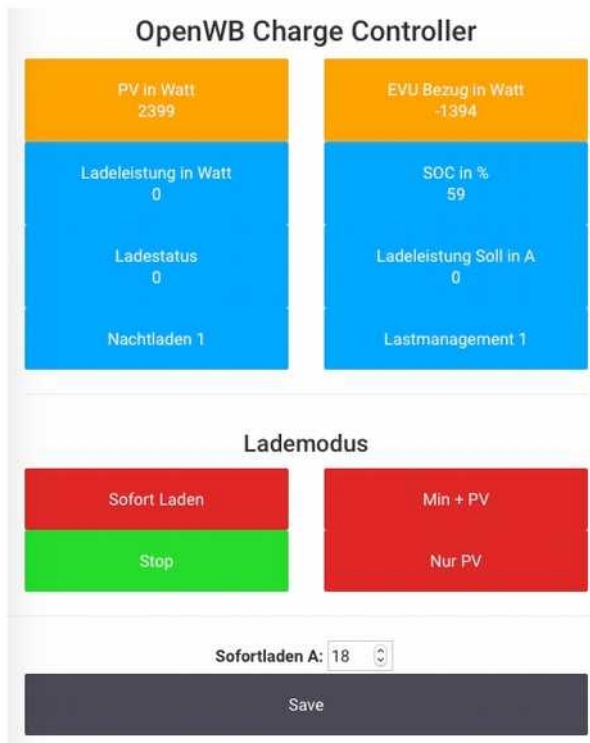 OpenWB Charge Controller
PV in Watt
2399
EVU Bezug in Watt
-1394
Ladeleistung in Watt
0
SOC in %
59
Ladestatus
0
Ladeleistung Soll in A
0
Nachtladen 1
Lastmanagement 1
Lademodus
Sofort Laden
Min + PV
Stop
Nur PV
Sofortladen A: 18
Save